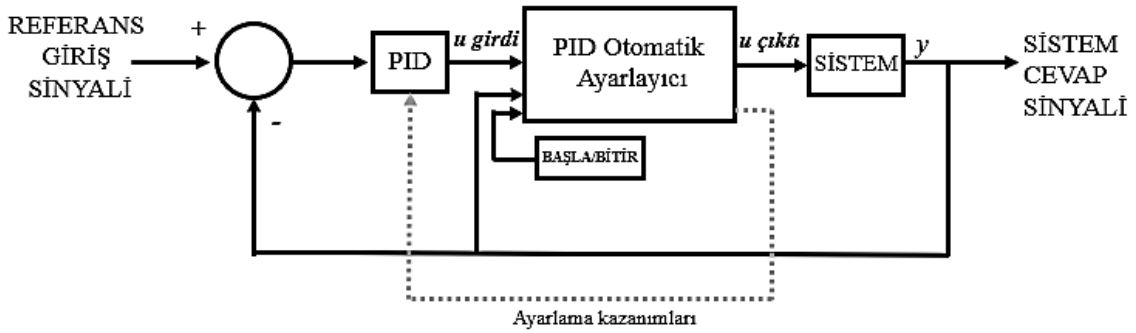 REFERANS
GİRİŞ
SİNYALİ
+
-
PID
u girdi
PID Otomatik
Ayarlayıcı
u çıktı
SİSTEM
y
SİSTEM
CEVAP
SİNYALİ
BAŞLA/BİTİR
Ayarlama kazanımları